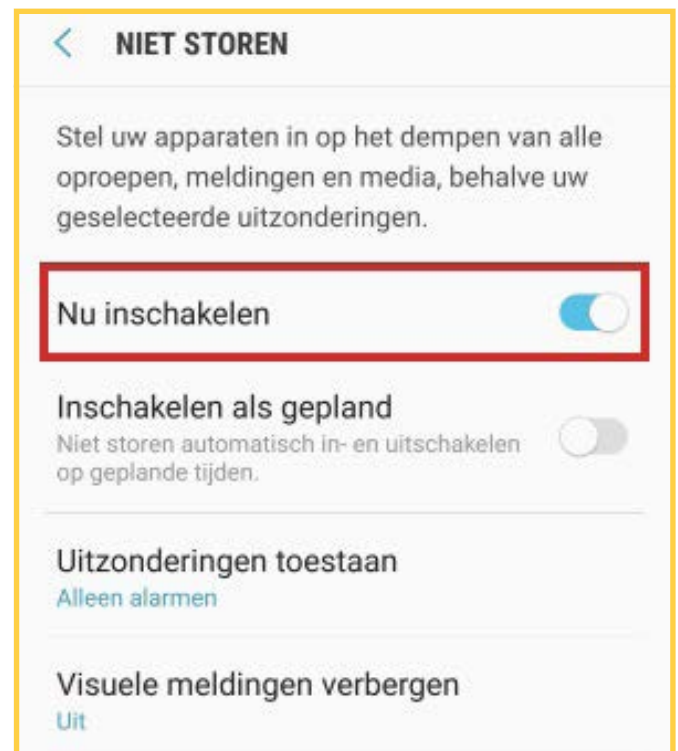 NIET STOREN
Stel uw apparaten in op het dempen van alle
oproepen, meldingen en media, behalve uw
geselecteerde uitzonderingen.
Nu inschakelen
Inschakelen als gepland
Niet storen automatisch in- en uitschakelen
op geplande tijden.
Uitzonderingen toestaan
Alleen alarmen
Visuele meldingen verbergen
Uit